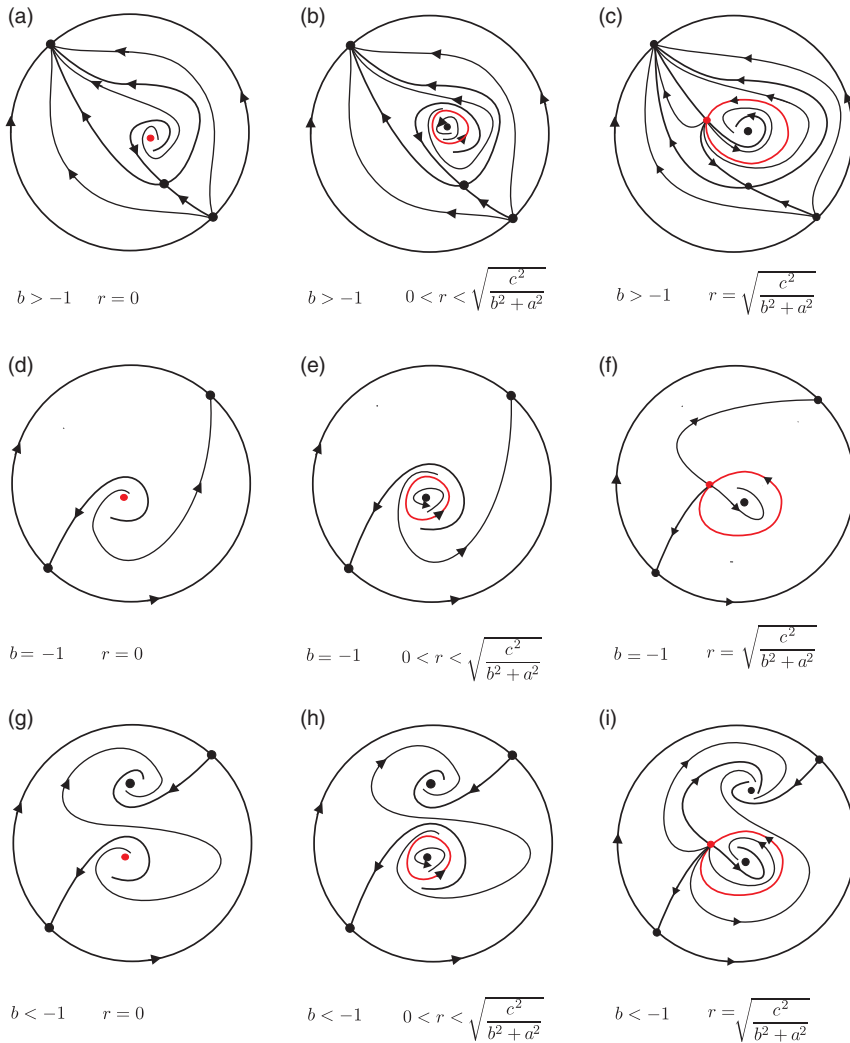 (a) (b) (c)
b > −1 r = 0 b > −1 0 < r < √(c²/(b² + a²)) b > −1 r = √(c²/(b² + a²))
(d) (e) (f)
b = −1 r = 0 b = −1 0 < r < √(c²/(b² + a²)) b = −1 r = √(c²/(b² + a²))
(g) (h) (i)
b < −1 r = 0 b < −1 0 < r < √(c²/(b² + a²)) b < −1 r = √(c²/(b² + a²))